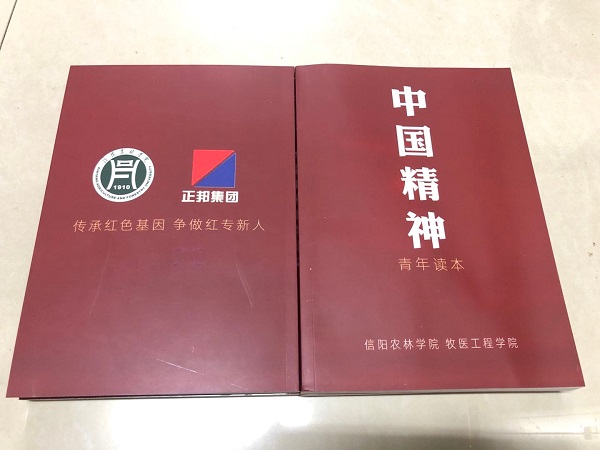 1910
正邦集团
传承红色基因 争做红专新人
中国精神
青年读本
信阳农林学院 牧医工程学院